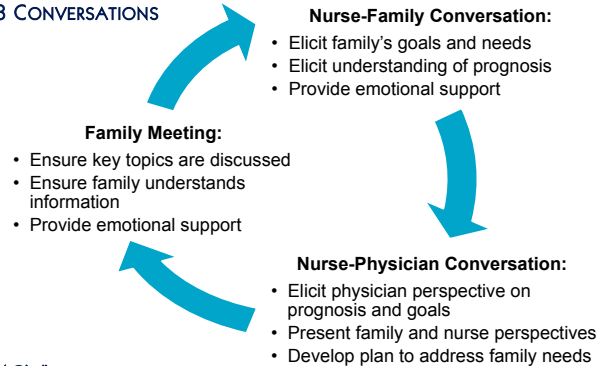 3 CONVERSATIONS
Nurse-Family Conversation:
• Elicit family's goals and needs
• Elicit understanding of prognosis
• Provide emotional support
Family Meeting:
• Ensure key topics are discussed
• Ensure family understands
information
• Provide emotional support
Nurse-Physician Conversation:
• Elicit physician perspective on
prognosis and goals
• Present family and nurse perspectives
• Develop plan to address family needs